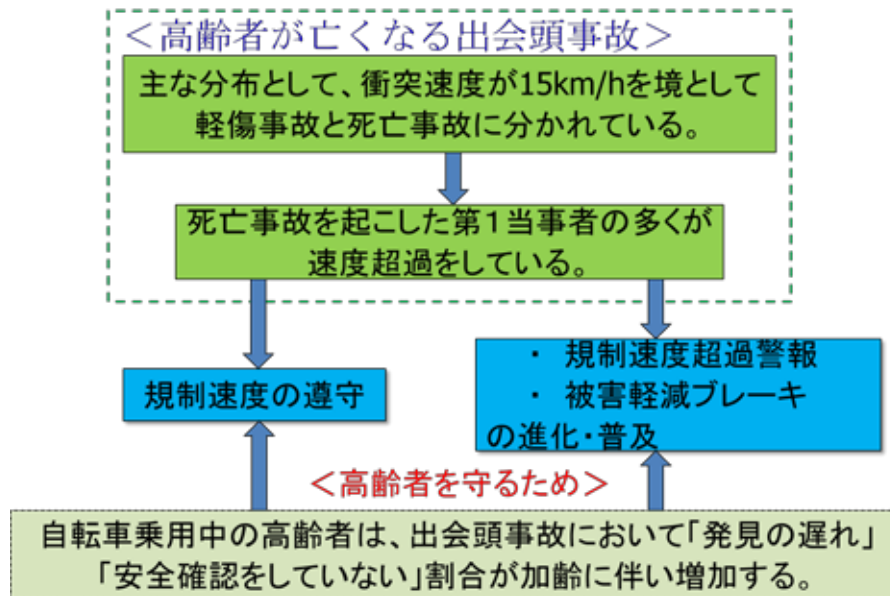 ＜高齢者が亡くなる出会頭事故＞
主な分布として、衝突速度が15km/hを境として
軽傷事故と死亡事故に分かれている。
死亡事故を起こした第１当事者の多くが
速度超過をしている。
規制速度の遵守
・ 規制速度超過警報
・ 被害軽減ブレーキ
の進化・普及
＜高齢者を守るため＞
自転車乗用中の高齢者は、出会頭事故において「発見の遅れ」
「安全確認をしていない」割合が加齢に伴い増加する。